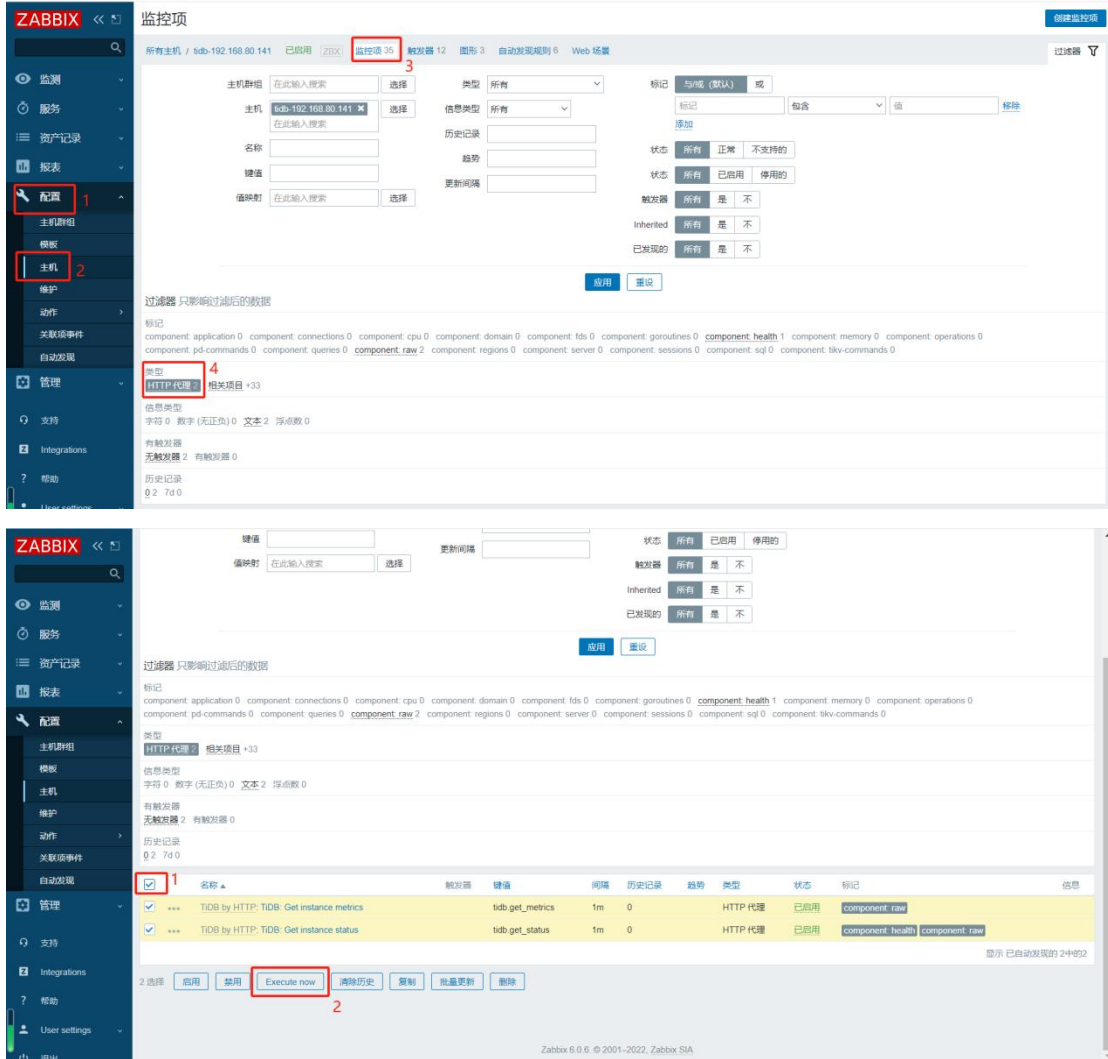 ZABBIX
监控项
创建监控项
所有主机 / tidb-192.168.80.141 已启用 ZBX 监控项 35 触发器 12 图形 3 自动发现规则 6 Web 场景
过滤器
3
监测
服务
资产记录
报表
配置 1
主机群组
模板
主机 2
维护
动作
关联项事件
自动发现
管理
支持
Integrations
帮助
User settings
主机群组 在此输入搜索 选择 类型 所有 标记 与/或 (默认) 或
标记 包含 值 移除
主机 tidb-192.168.80.141 选择 信息类型 所有
在此输入搜索 添加
历史记录
名称 趋势 状态 所有 正常 不支持的
键值 更新间隔 状态 所有 已启用 停用的
值映射 在此输入搜索 选择 触发器 所有 是 不
Inherited 所有 是 不
已发现的 所有 是 不
应用 重设
过滤器 只影响过滤后的数据
标记
component: application 0 component: connections 0 component: cpu 0 component: domain 0 component: fds 0 component: goroutines 0 component: health 1 component: memory 0 component: operations 0
component: pd-commands 0 component: queries 0 component: raw 2 component: regions 0 component: server 0 component: sessions 0 component: sql 0 component: tikv-commands 0
类型 4
HTTP 代理 2 相关项目 +33
信息类型
字符 0 数字 (无正负) 0 文本 2 浮点数 0
有触发器
无触发器 2 有触发器 0
历史记录
0 2 7d 0
ZABBIX
监测
服务
资产记录
报表
配置
主机群组
模板
主机
维护
动作
关联项事件
自动发现
管理
支持
Integrations
帮助
User settings
退出
键值 更新间隔 状态 所有 已启用 停用的
值映射 在此输入搜索 选择 触发器 所有 是 不
Inherited 所有 是 不
已发现的 所有 是 不
应用 重设
过滤器 只影响过滤后的数据
标记
component: application 0 component: connections 0 component: cpu 0 component: domain 0 component: fds 0 component: goroutines 0 component: health 1 component: memory 0 component: operations 0
component: pd-commands 0 component: queries 0 component: raw 2 component: regions 0 component: server 0 component: sessions 0 component: sql 0 component: tikv-commands 0
类型
HTTP 代理 2 相关项目 +33
信息类型
字符 0 数字 (无正负) 0 文本 2 浮点数 0
有触发器
无触发器 2 有触发器 0
历史记录
0 2 7d 0
1 名称 触发器 键值 间隔 历史记录 趋势 类型 状态 标记 信息
TiDB by HTTP: TiDB: Get instance metrics tidb.get_metrics 1m 0 HTTP 代理 已启用 component: raw
TiDB by HTTP: TiDB: Get instance status tidb.get_status 1m 0 HTTP 代理 已启用 component: health component: raw
显示 已自动发现的 2中的2
2 选择 启用 禁用 Execute now 清除历史 复制 批量更新 删除
2
Zabbix 6.0.6. © 2001–2022, Zabbix SIA